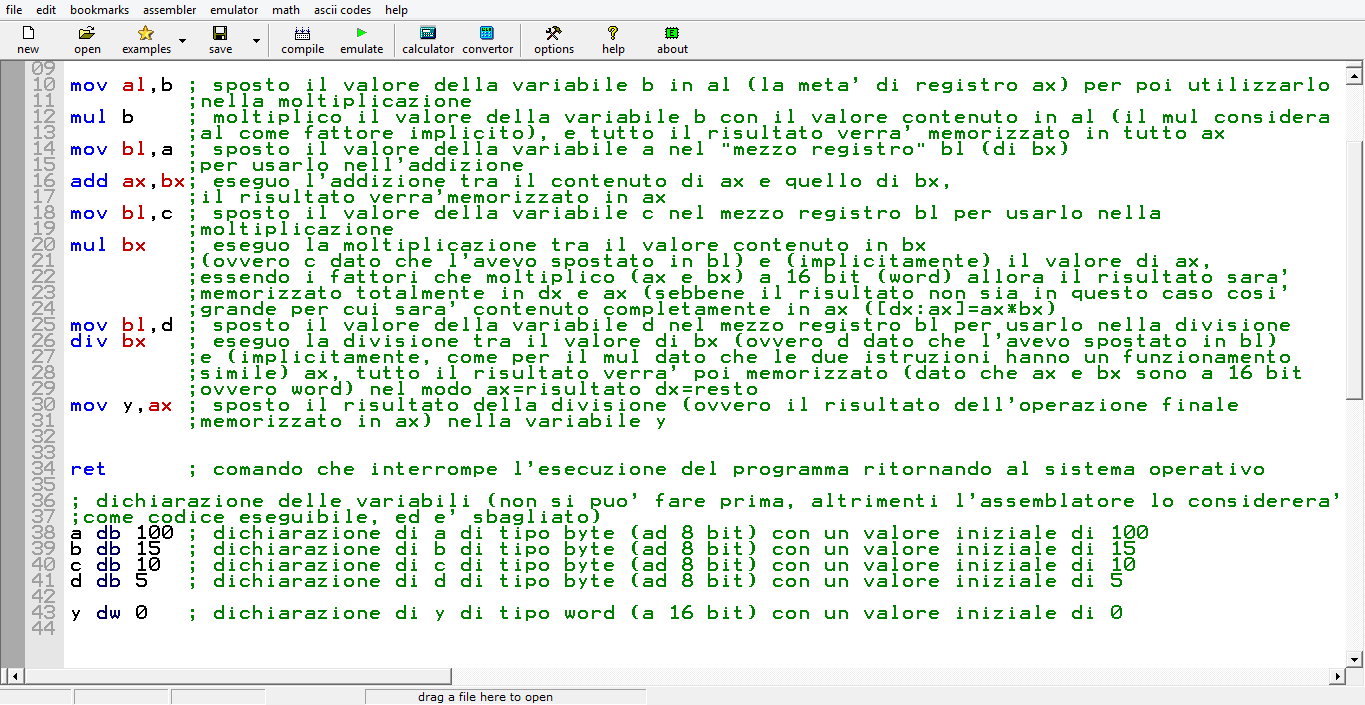 file edit bookmarks assembler emulator math ascii codes help
new open examples save compile emulate calculator convertor options help about
09
10 mov al,b ; sposto il valore della variabile b in al (la meta' di registro ax) per poi utilizzarlo
11 ;nella moltiplicazione
12 mul b ; moltiplico il valore della variabile b con il valore contenuto in al (il mul considera
13 ;al come fattore implicito), e tutto il risultato verra' memorizzato in tutto ax
14 mov bl,a ; sposto il valore della variabile a nel "mezzo registro" bl (di bx)
15 ;per usarlo nell'addizione
16 add ax,bx; eseguo l'addizione tra il contenuto di ax e quello di bx,
17 ;il risultato verra'memorizzato in ax
18 mov bl,c ; sposto il valore della variabile c nel mezzo registro bl per usarlo nella
19 ;moltiplicazione
20 mul bx ; eseguo la moltiplicazione tra il valore contenuto in bx
21 ;(ovvero c dato che l'avevo spostato in bl) e (implicitamente) il valore di ax,
22 ;essendo i fattori che moltiplico (ax e bx) a 16 bit (word) allora il risultato sara'
23 ;memorizzato totalmente in dx e ax (sebbene il risultato non sia in questo caso cosi'
24 ;grande per cui sara' contenuto completamente in ax ([dx:ax]=ax*bx)
25 mov bl,d ; sposto il valore della variabile d nel mezzo registro bl per usarlo nella divisione
26 div bx ; eseguo la divisione tra il valore di bx (ovvero d dato che l'avevo spostato in bl)
27 ;e (implicitamente, come per il mul dato che le due istruzioni hanno un funzionamento
28 ;simile) ax, tutto il risultato verra' poi memorizzato (dato che ax e bx sono a 16 bit
29 ;ovvero word) nel modo ax=risultato dx=resto
30 mov y,ax ; sposto il risultato della divisione (ovvero il risultato dell'operazione finale
31 ;memorizzato in ax) nella variabile y
32
33
34 ret ; comando che interrompe l'esecuzione del programma ritornando al sistema operativo
35
36 ; dichiarazione delle variabili (non si puo' fare prima, altrimenti l'assemblatore lo considerera'
37 ;come codice eseguibile, ed e' sbagliato)
38 a db 100 ; dichiarazione di a di tipo byte (ad 8 bit) con un valore iniziale di 100
39 b db 15 ; dichiarazione di b di tipo byte (ad 8 bit) con un valore iniziale di 15
40 c db 10 ; dichiarazione di c di tipo byte (ad 8 bit) con un valore iniziale di 10
41 d db 5 ; dichiarazione di d di tipo byte (ad 8 bit) con un valore iniziale di 5
42
43 y dw 0 ; dichiarazione di y di tipo word (a 16 bit) con un valore iniziale di 0
44
drag a file here to open